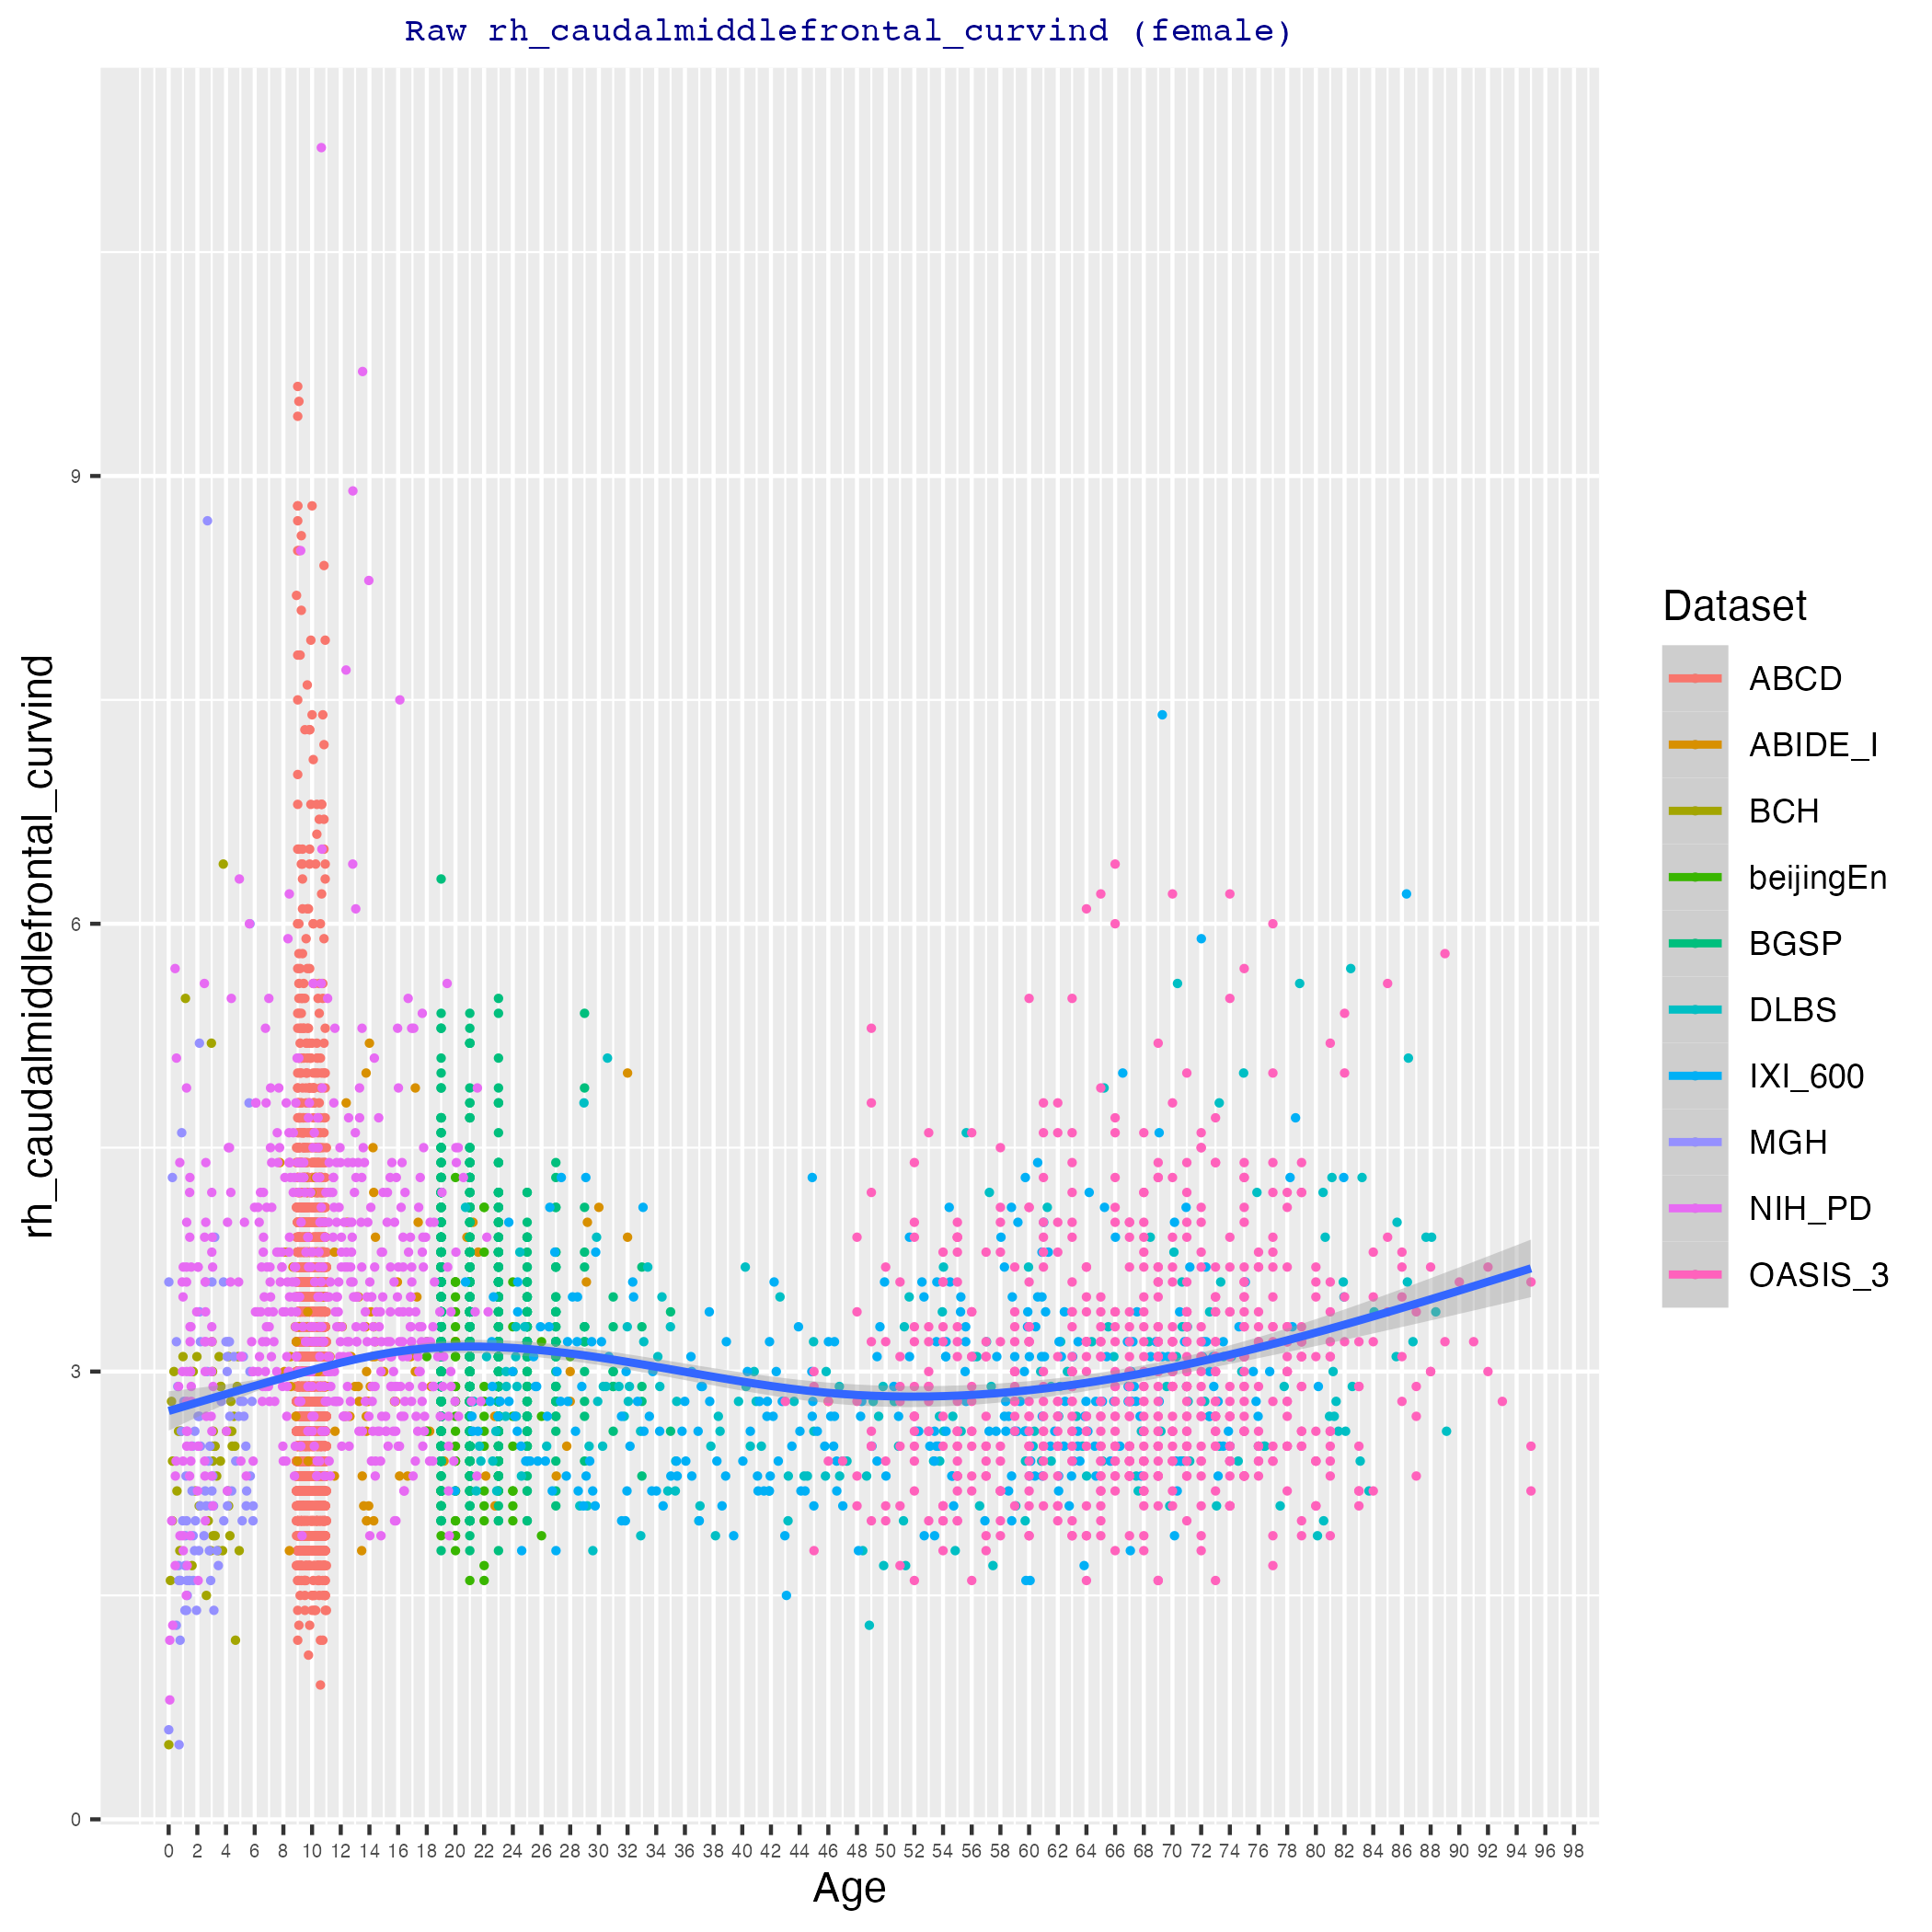 Raw rh_caudalmiddlefrontal_curvind (female)
rh_caudalmiddlefrontal_curvind
9
6
3
0
0 2 4 6 8 10 12 14 16 18 20 22 24 26 28 30 32 34 36 38 40 42 44 46 48 50 52 54 56 58 60 62 64 66 68 70 72 74 76 78 80 82 84 86 88 90 92 94 96 98
Age
Dataset
ABCD
ABIDE_I
BCH
beijingEn
BGSP
DLBS
IXI_600
MGH
NIH_PD
OASIS_3